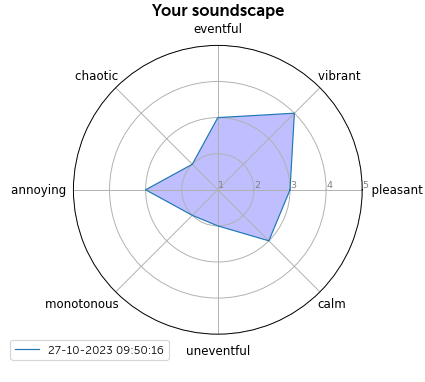 Your soundscape
eventful
chaotic
vibrant
annoying
1
2
3
4
5
pleasant
monotonous
calm
27-10-2023 09:50:16
uneventful